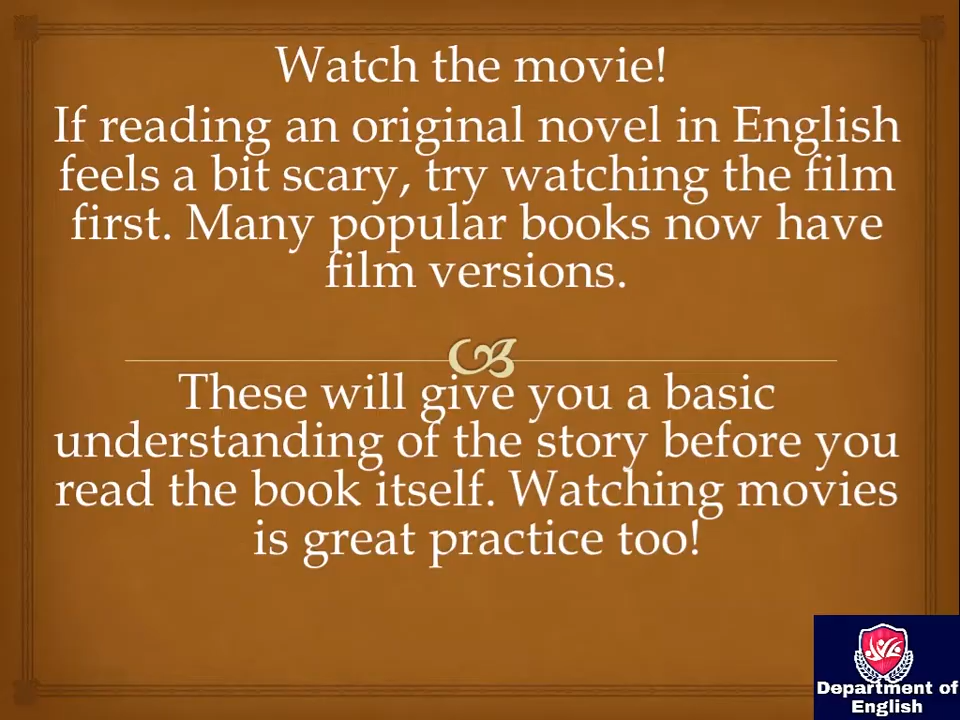 Watch the movie!
If reading an original novel in English
feels a bit scary, try watching the film
first. Many popular books now have
film versions.
These will give you a basic
understanding of the story before you
read the book itself. Watching movies
is great practice too!
Department of
English